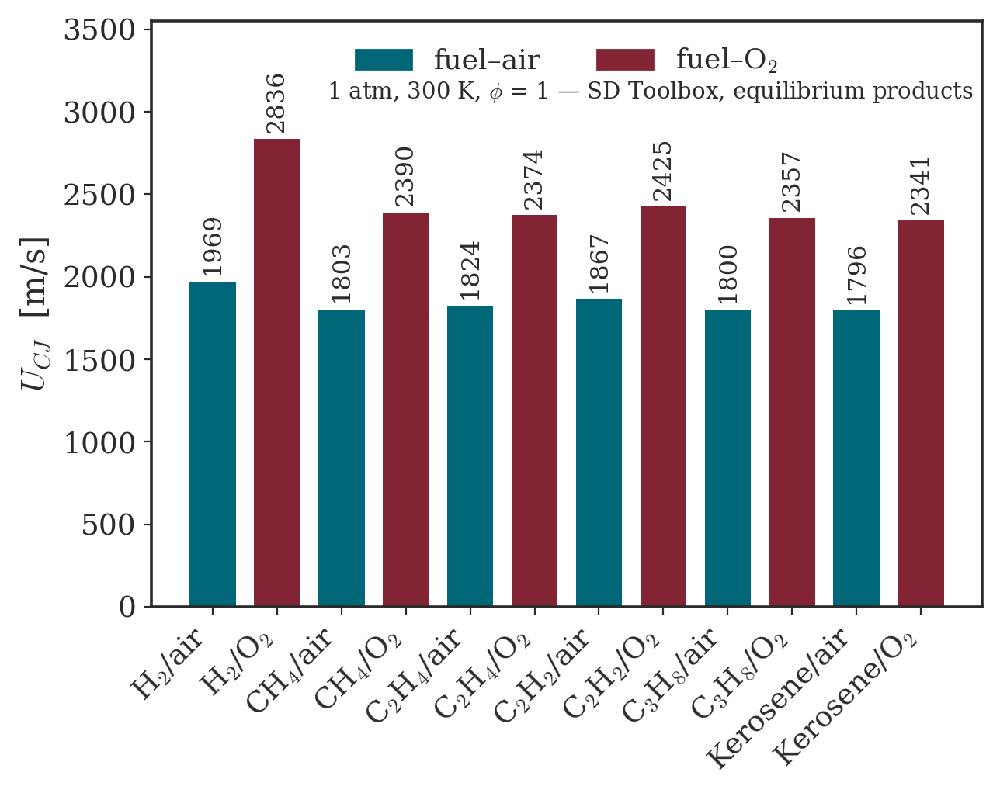 fuel–air
fuel–O₂
1 atm, 300 K, ϕ = 1 — SD Toolbox, equilibrium products
U_CJ [m/s]
3500
3000
2500
2000
1500
1000
500
0
1969
2836
1803
2390
1824
2374
1867
2425
1800
2357
1796
2341
H₂/air
H₂/O₂
CH₄/air
CH₄/O₂
C₂H₄/air
C₂H₄/O₂
C₂H₂/air
C₂H₂/O₂
C₃H₈/air
C₃H₈/O₂
Kerosene/air
Kerosene/O₂